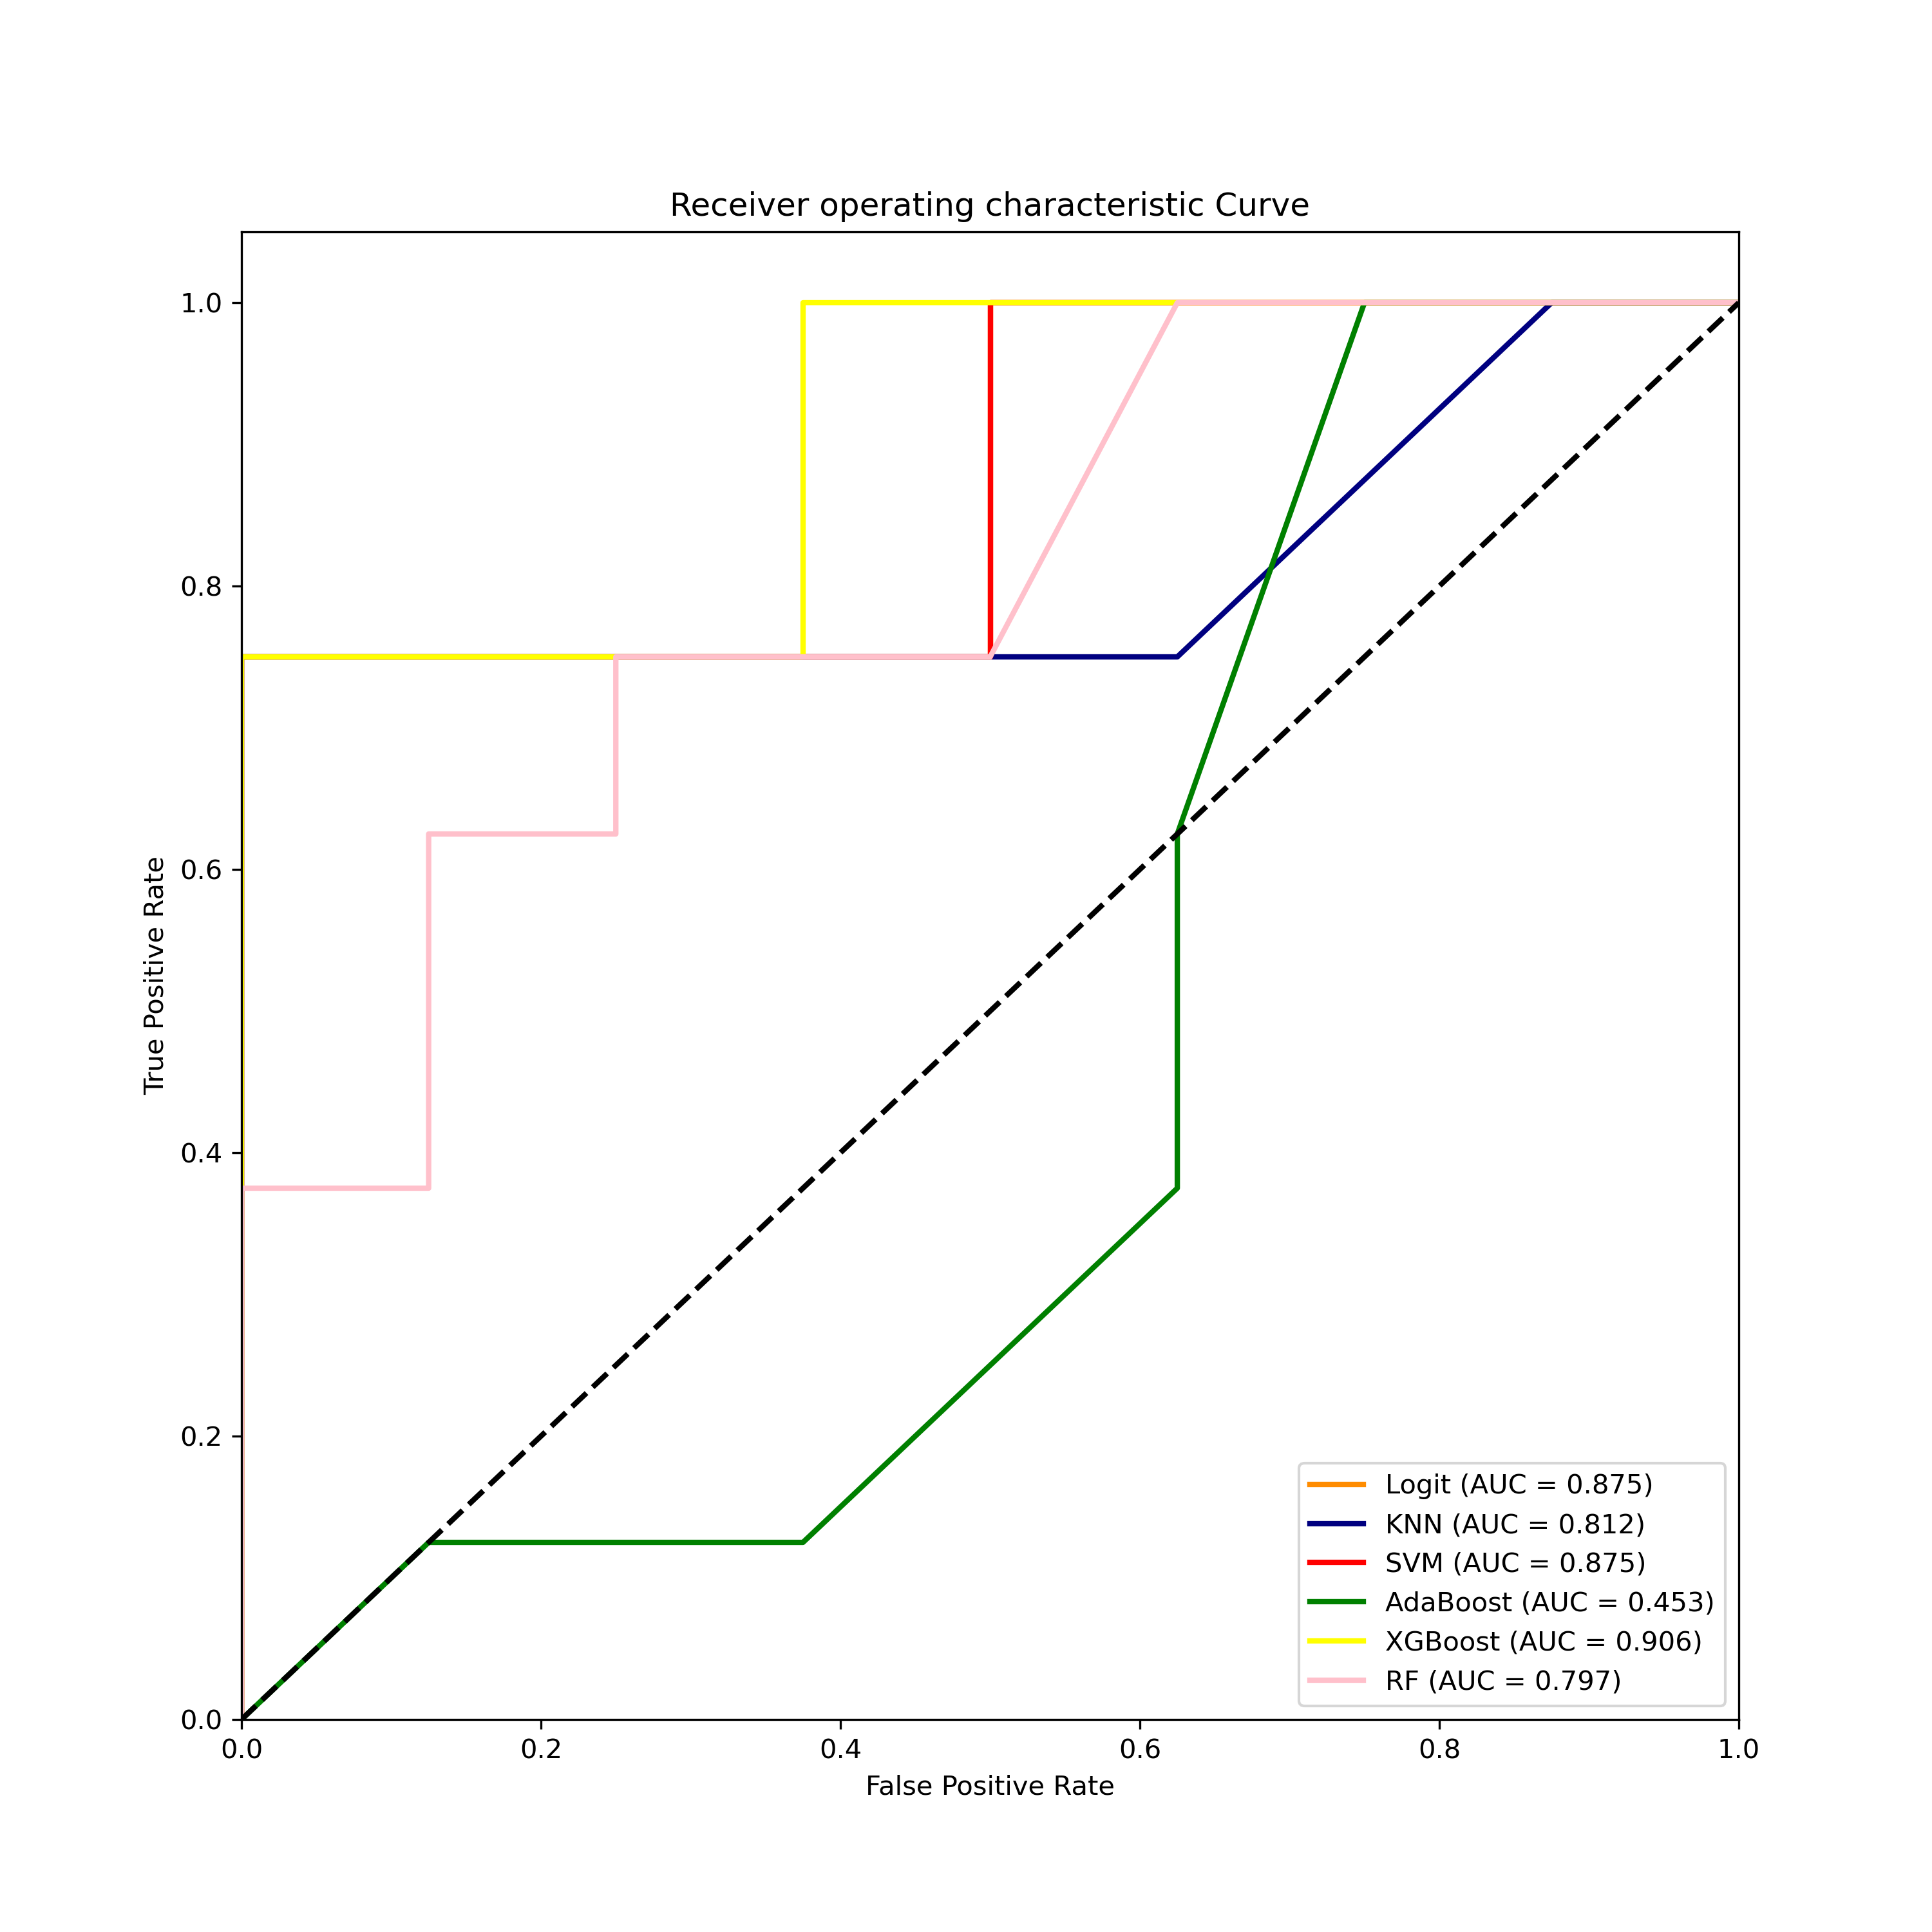 Receiver operating characteristic Curve
1.0
0.8
0.6
0.4
0.2
0.0
True Positive Rate
0.0 0.2 0.4 0.6 0.8 1.0
False Positive Rate
Logit (AUC = 0.875)
KNN (AUC = 0.812)
SVM (AUC = 0.875)
AdaBoost (AUC = 0.453)
XGBoost (AUC = 0.906)
RF (AUC = 0.797)